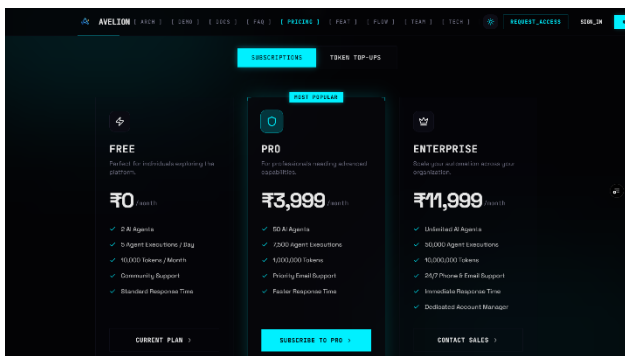 AVELION [ ARCH ] [ DEMO ] [ DOCS ] [ FAQ ] [ PRICING ] [ FEAT ] [ FLOW ] [ TEAM ] [ TECH ] REQUEST_ACCESS SIGN_IN
SUBSCRIPTIONS TOKEN TOP-UPS
MOST POPULAR
FREE
Perfect for individuals exploring the
platform.
₹0 /month
2 AI Agents
5 Agent Executions / Day
10,000 Tokens / Month
Community Support
Standard Response Time
CURRENT PLAN >
PRO
For professionals needing advanced
capabilities.
₹3,999 /month
50 AI Agents
7,500 Agent Executions
1,000,000 Tokens
Priority Email Support
Faster Response Time
SUBSCRIBE TO PRO >
ENTERPRISE
Scale your automation across your
organization.
₹11,999 /month
Unlimited AI Agents
50,000 Agent Executions
10,000,000 Tokens
24/7 Phone & Email Support
Immediate Response Time
Dedicated Account Manager
CONTACT SALES >